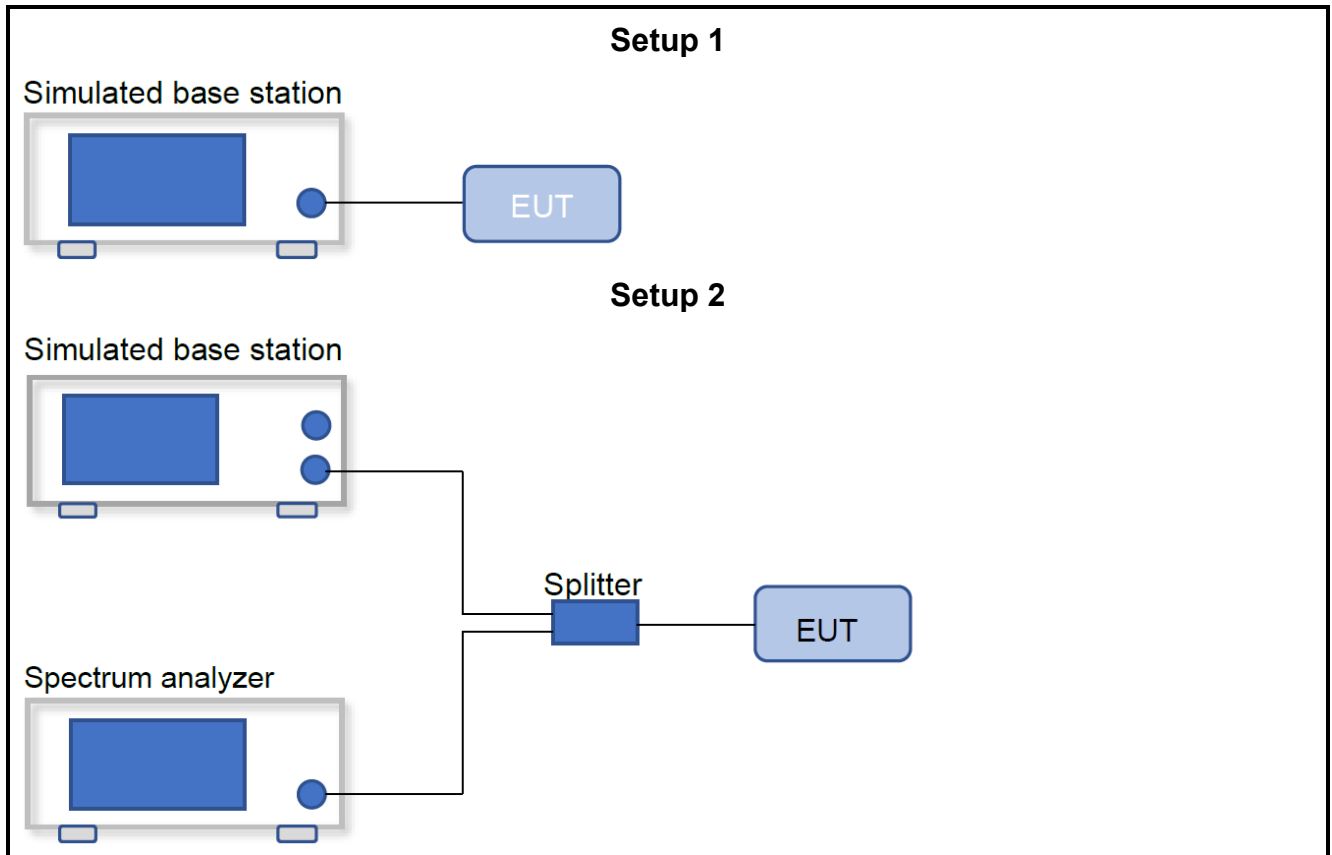 Setup 1
Simulated base station
EUT
Setup 2
Simulated base station
Splitter
EUT
Spectrum analyzer